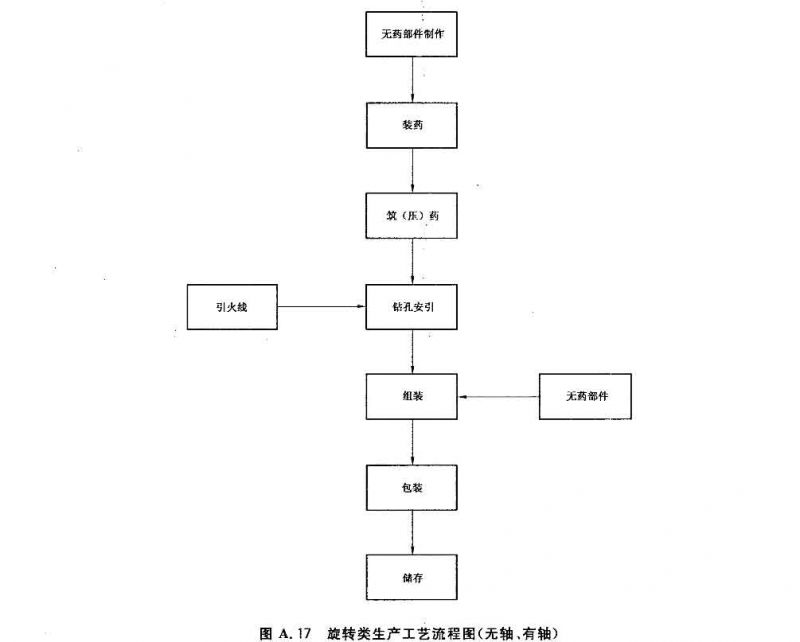 无药部件制作
装药
筑（压）药
引火线
钻孔安引
组装
无药部件
包装
储存
图 A.17 旋转类生产工艺流程图(无轴、有轴)